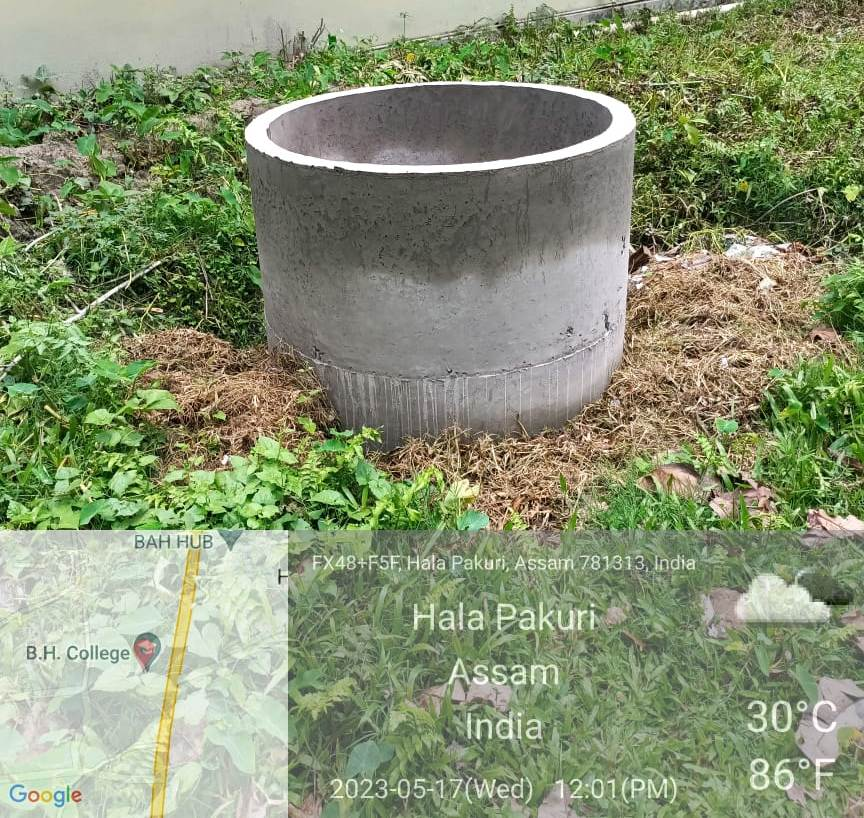 BAH HUB
H
B.H. College
Google
FX48+F5F, Hala Pakuri, Assam 781313, India
Hala Pakuri
Assam
India
30°C
86°F
2023-05-17(Wed) 12:01(PM)